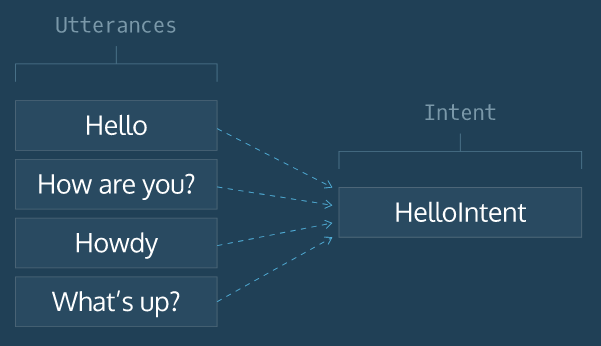 Utterances
Hello
How are you?
Howdy
What's up?
Intent
HelloIntent